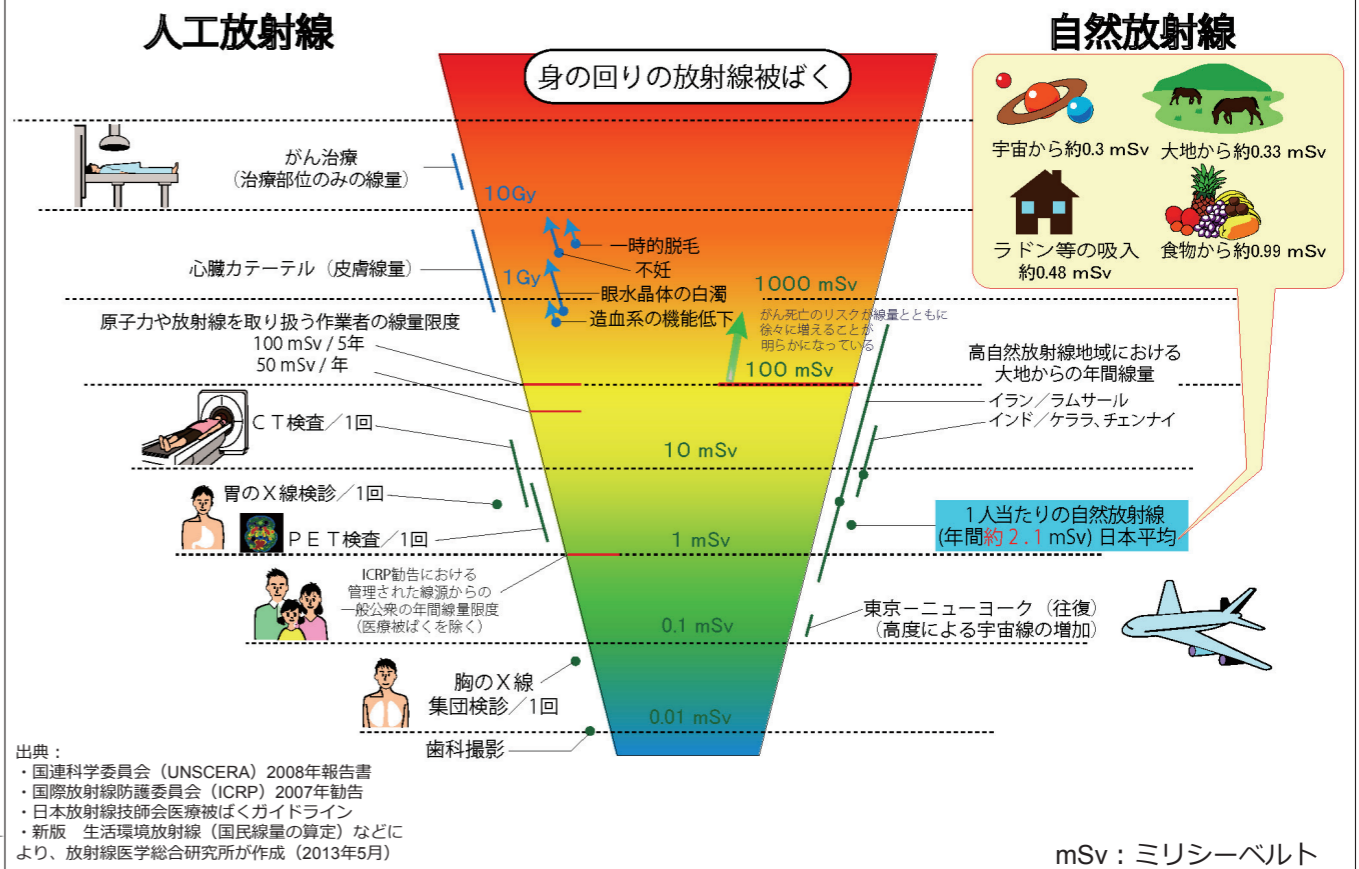 人工放射線
自然放射線
身の回りの放射線被ばく
宇宙から約0.3 mSv
大地から約0.33 mSv
ラドン等の吸入
約0.48 mSv
食物から約0.99 mSv
がん治療
(治療部位のみの線量)
10Gy
心臓カテーテル（皮膚線量）
1Gy
一時的脱毛
不妊
眼水晶体の白濁
造血系の機能低下
1000 mSv
がん死亡のリスクが線量とともに
徐々に増えることが
明らかになっている
100 mSv
原子力や放射線を取り扱う作業者の線量限度
100 mSv / 5年
50 mSv / 年
高自然放射線地域における
大地からの年間線量
イラン／ラムサール
インド／ケララ、チェンナイ
ＣＴ検査／1回
10 mSv
胃のＸ線検診／1回
ＰＥＴ検査／1回
1 mSv
1人当たりの自然放射線
(年間約2.1mSv) 日本平均
ICRP勧告における
管理された線源からの
一般公衆の年間線量限度
（医療被ばくを除く）
0.1 mSv
東京－ニューヨーク（往復）
（高度による宇宙線の増加）
胸のＸ線
集団検診／1回
0.01 mSv
歯科撮影
出典：
・国連科学委員会（UNSCERA）2008年報告書
・国際放射線防護委員会（ICRP）2007年勧告
・日本放射線技師会医療被ばくガイドライン
・新版　生活環境放射線（国民線量の算定）などに
より、放射線医学総合研究所が作成（2013年5月）
mSv：ミリシーベルト